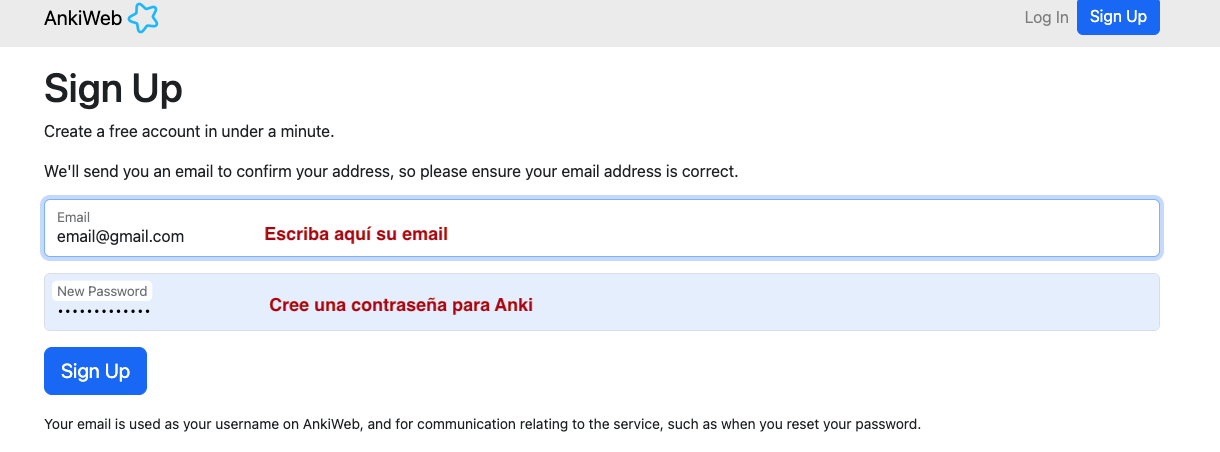 AnkiWeb
Log In
Sign Up
Sign Up
Create a free account in under a minute.
We'll send you an email to confirm your address, so please ensure your email address is correct.
Email
email@gmail.com
Escriba aquí su email
New Password
•••••••••••••
Cree una contraseña para Anki
Sign Up
Your email is used as your username on AnkiWeb, and for communication relating to the service, such as when you reset your password.